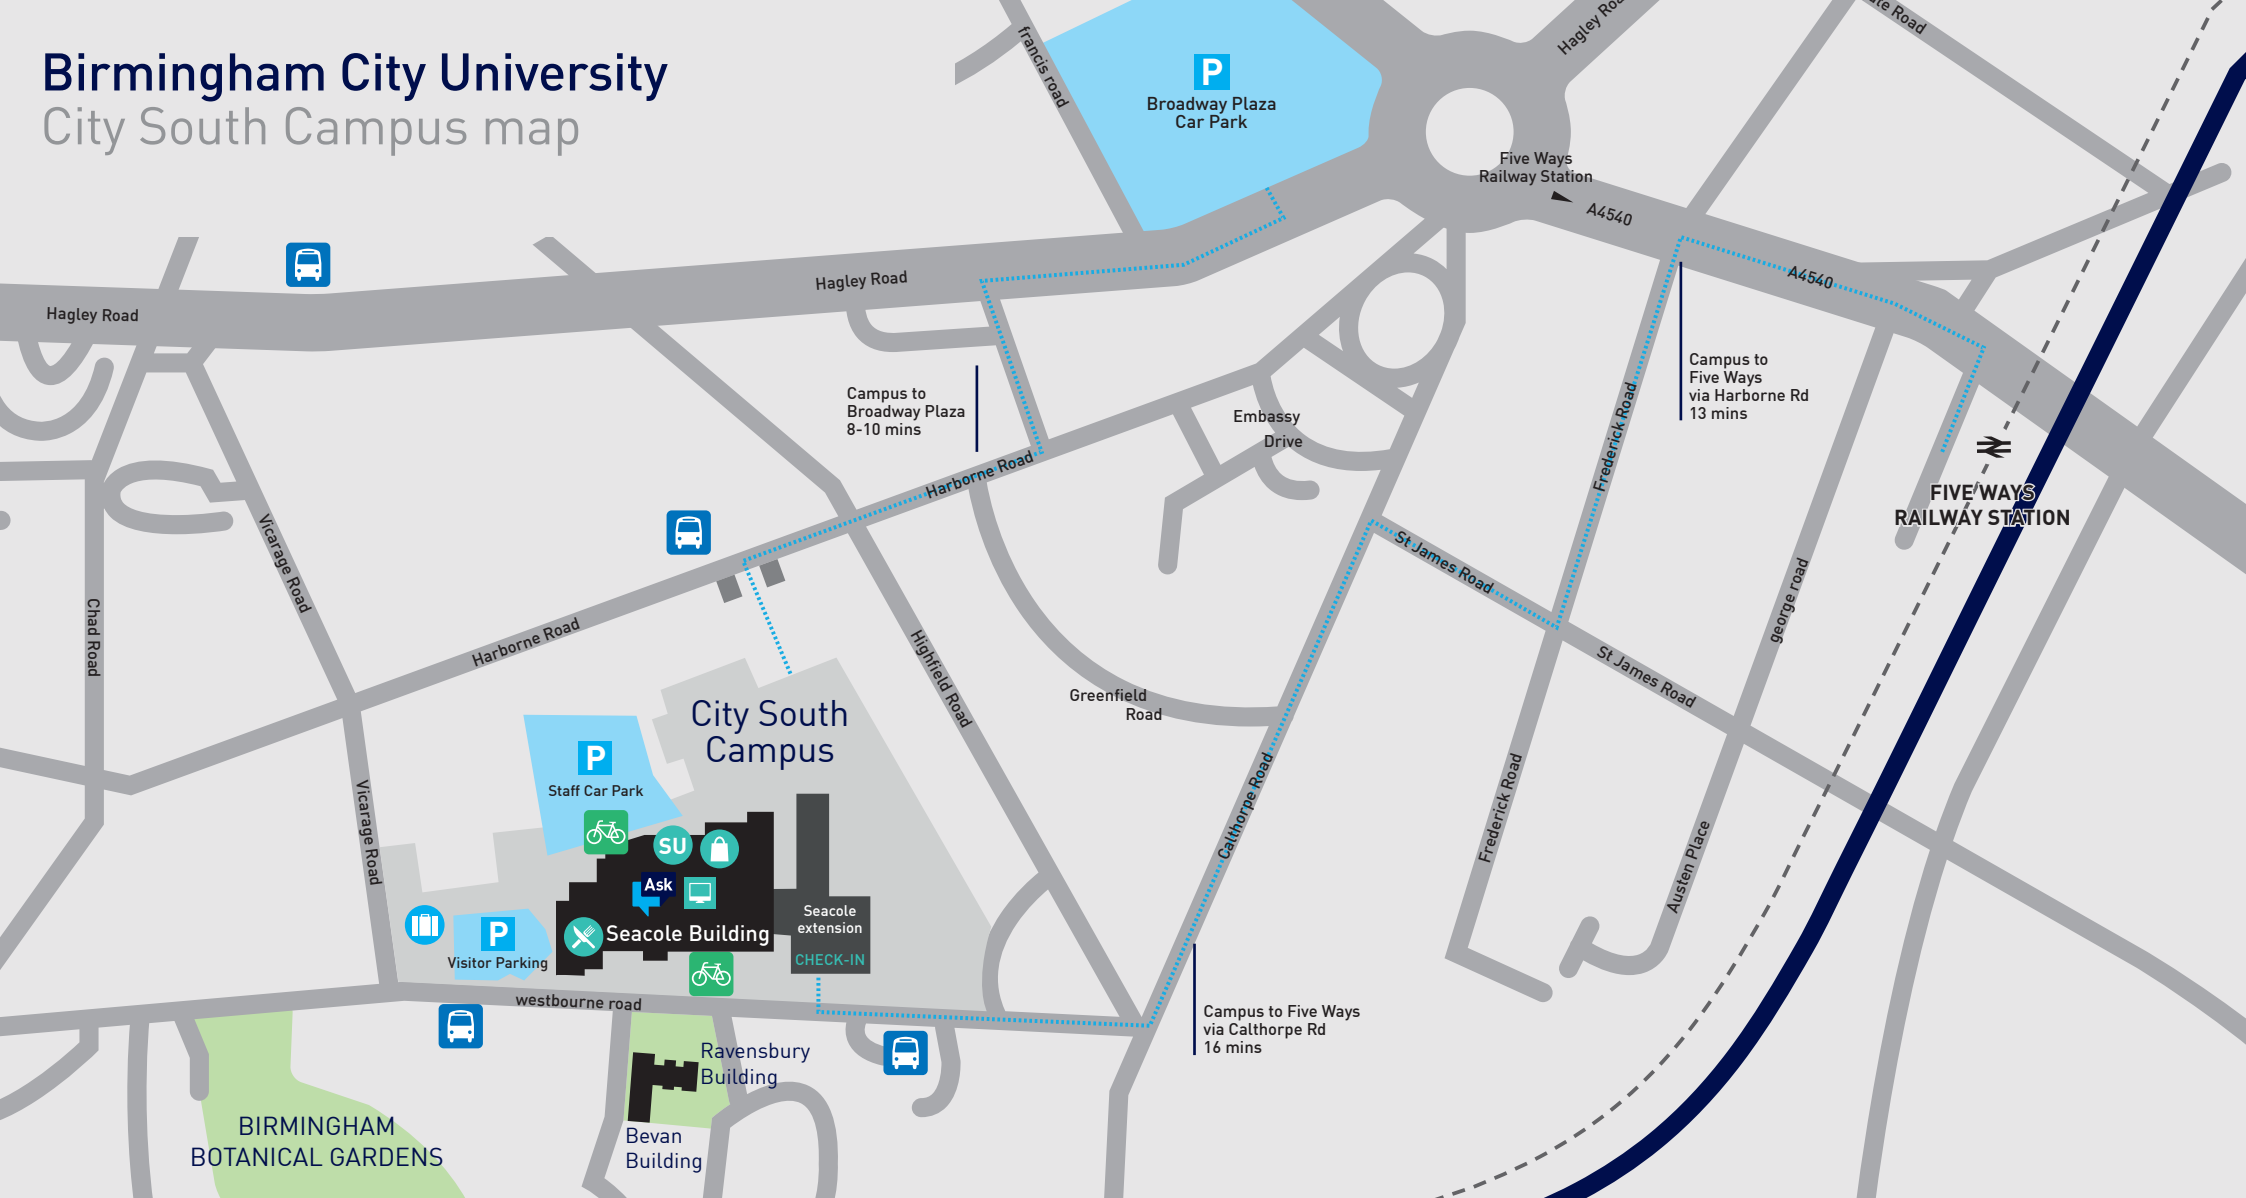 Birmingham City University
City South Campus map
francis road
P
Broadway Plaza
Car Park
Five Ways
Railway Station
A4540
A4540
Hagley Road
Hagley Road
Campus to
Broadway Plaza
8-10 mins
Campus to
Five Ways
via Harborne Rd
13 mins
Embassy
Drive
Harborne Road
Frederick Road
FIVE WAYS
RAILWAY STATION
Vicarage Road
St James Road
george road
Chad Road
Harborne Road
Highfield Road
St James Road
Greenfield
Road
City South
Campus
P
Staff Car Park
Calthorpe Road
Frederick Road
Vicarage Road
SU
Ask
Austen Place
Seacole Building
Seacole
extension
CHECK-IN
P
Visitor Parking
westbourne road
Campus to Five Ways
via Calthorpe Rd
16 mins
Ravensbury
Building
BIRMINGHAM
BOTANICAL GARDENS
Bevan
Building